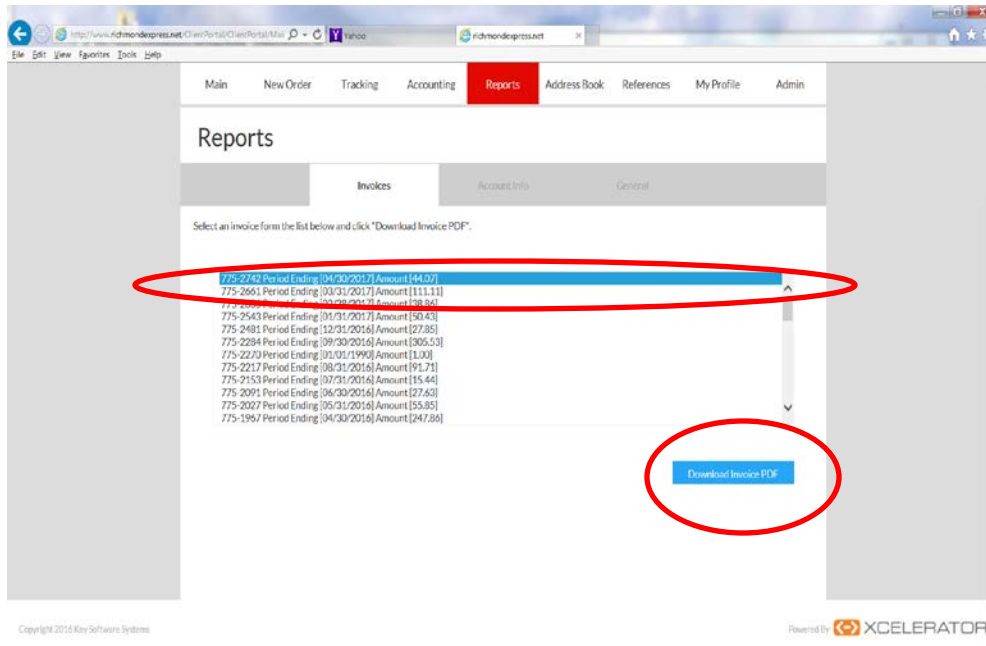 http://www.richmondexpress.net/ClientPortal/ClientPortal/Mai
Yahoo
richmondexpress.net
File Edit View Favorites Tools Help
Main New Order Tracking Accounting Reports Address Book References My Profile Admin
Reports
Invoices Account Info General
Select an invoice form the list below and click "Download Invoice PDF".
775-2742 Period Ending [04/30/2017] Amount [44.07]
775-2661 Period Ending [03/31/2017] Amount [111.11]
Period Ending [02/28/2017] Amount [38.86]
775-2543 Period Ending [01/31/2017] Amount [50.43]
775-2481 Period Ending [12/31/2016] Amount [27.85]
775-2284 Period Ending [09/30/2016] Amount [305.53]
775-2270 Period Ending [01/01/1990] Amount [1.00]
775-2217 Period Ending [08/31/2016] Amount [91.71]
775-2153 Period Ending [07/31/2016] Amount [15.44]
775-2091 Period Ending [06/30/2016] Amount [27.63]
775-2027 Period Ending [05/31/2016] Amount [55.85]
775-1967 Period Ending [04/30/2016] Amount [247.86]
Download Invoice PDF
Copyright 2016 Key Software Systems
Powered By XCELERATOR